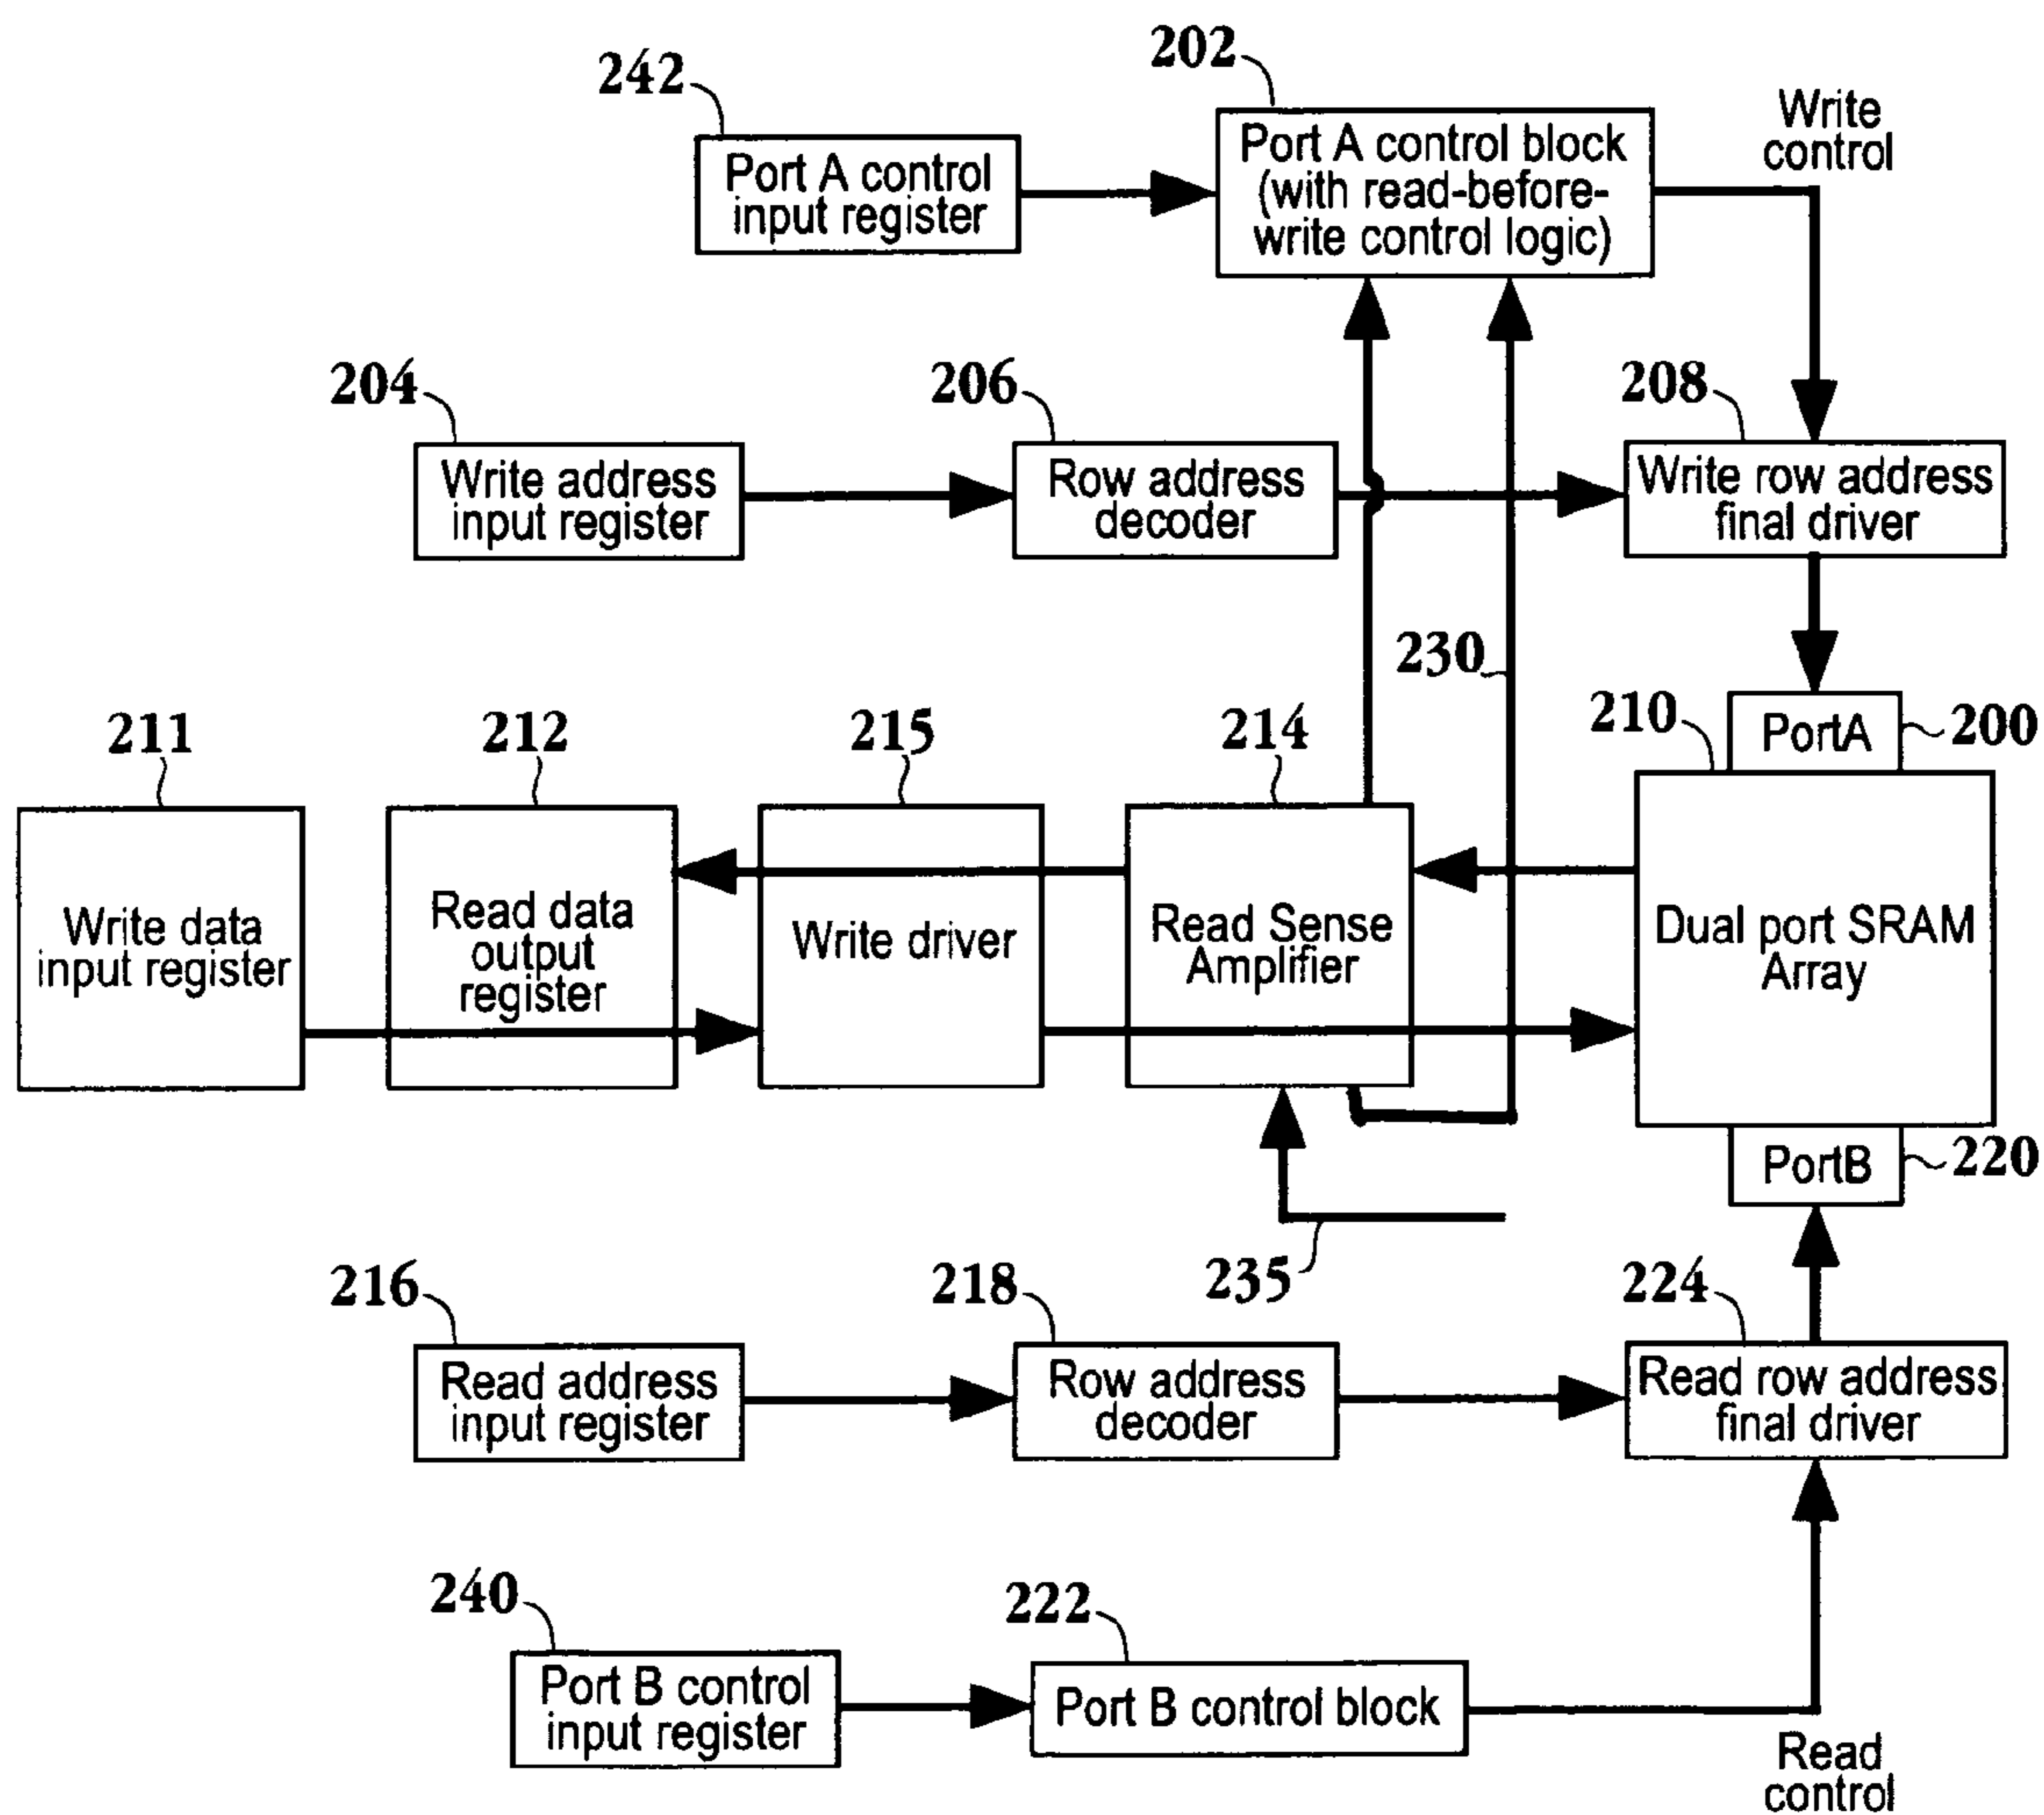 202
242
Write
control
Port A control block
(with read-before-
write control logic)
Port A control
input register
204
206
208
Write address
input register
Row address
decoder
Write row address
final driver
230
211
212
215
214
210
PortA
200
Write data
input register
Read data
output
register
Write driver
Read Sense
Amplifier
Dual port SRAM
Array
PortB
220
235
216
218
224
Read address
input register
Row address
decoder
Read row address
final driver
240
222
Port B control
input register
Port B control block
Read
control